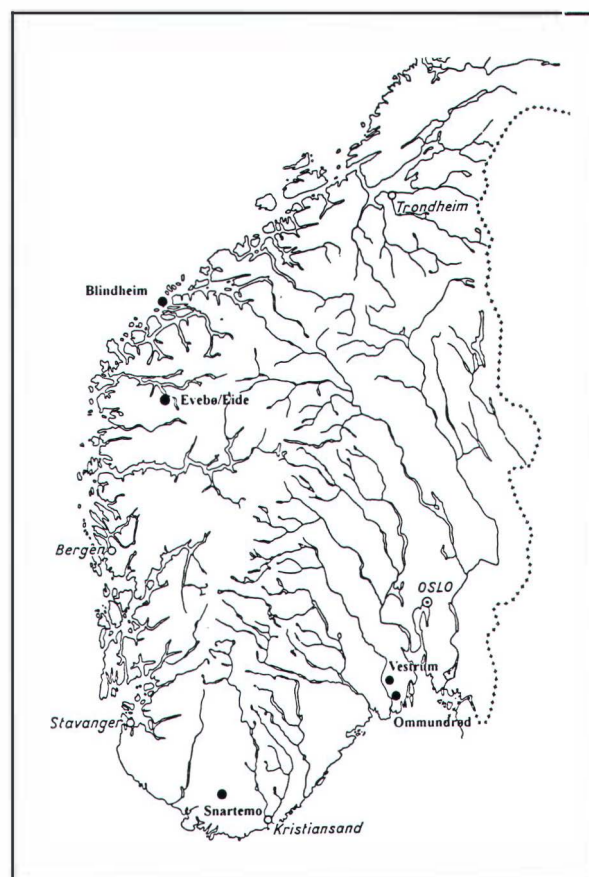 Trondheim
Blindheim
Evebø/Eide
Bergen
OSLO
Vestrum
Ommundrød
Stavanger
Snartemo
Kristiansand